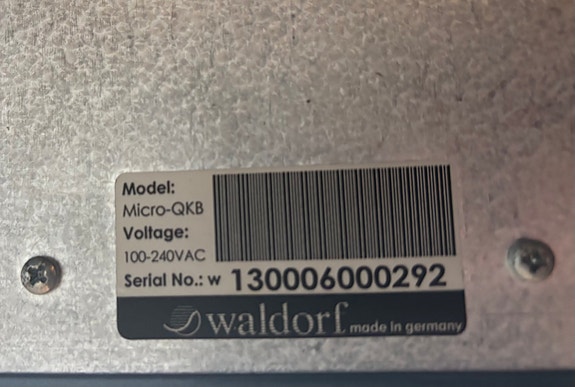 Model:
Micro-QKB
Voltage:
100-240VAC
Serial No.: w 130006000292
waldorf made in germany